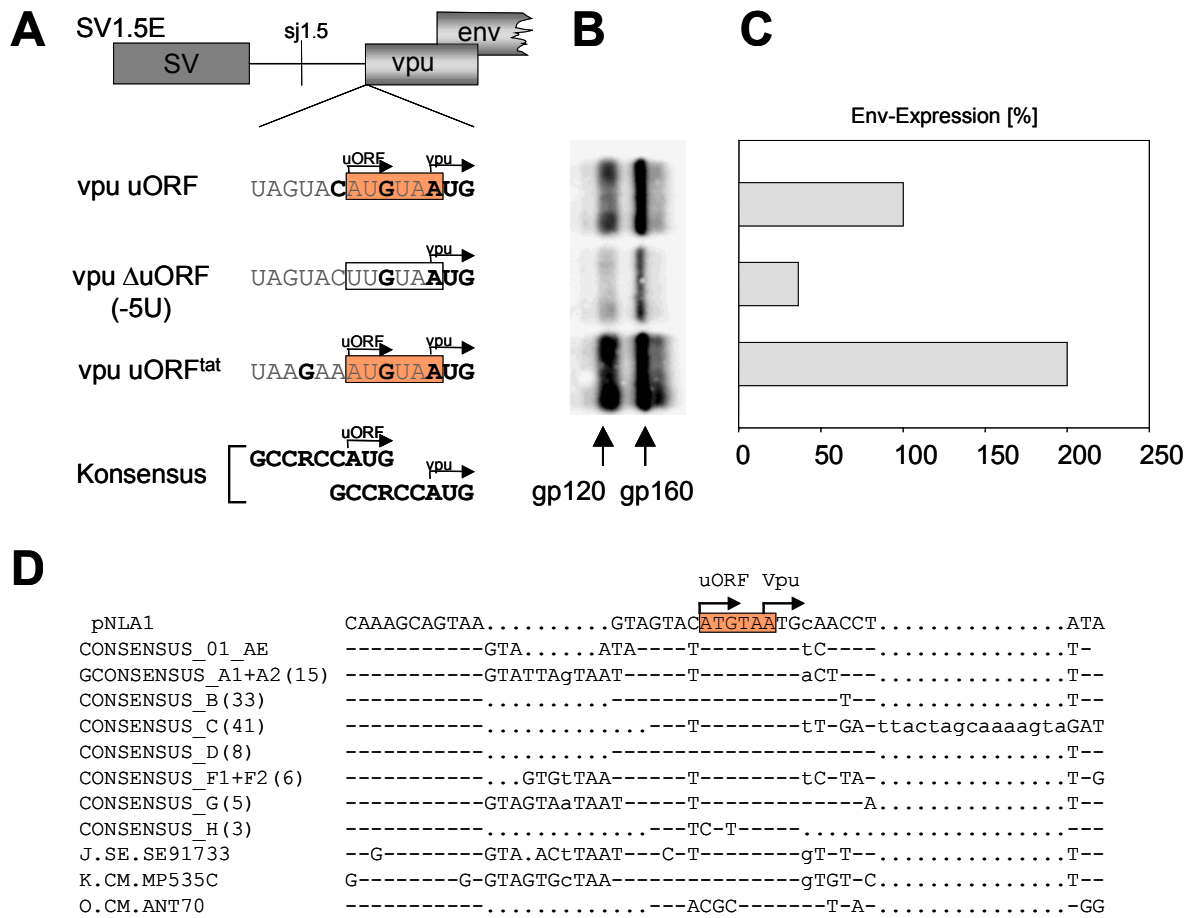 A
B
C
SV1.5E
sj1.5
env
SV
vpu
Env-Expression [%]
uORF vpu
vpu uORF UAGUACAUGUAAUG
vpu
vpu ΔuORF UAGUACUUGUAAUG
(-5U)
uORF vpu
vpu uORFtat UAAGAAAUGUAAUG
uORF
GCCRCCAUG
Konsensus
vpu
GCCRCCAUG
0 50 100 150 200 250
gp120 gp160
D
uORF Vpu
pNLA1 CAAAGCAGTAA..........GTAGTACATGTAATGcAACCT...............ATA
CONSENSUS_01_AE -----------GTA......ATA----T--------tC----...............T-
GCONSENSUS_A1+A2(15) -----------GTATTAgTAAT-----T--------aCT---...............T--
CONSENSUS_B(33) -----------..........------------------T--...............T--
CONSENSUS_C(41) -----------.............---T--------tT-GA-ttactagcaaaagtaGAT
CONSENSUS_D(8) -----------..........---------------------...............T--
CONSENSUS_F1+F2(6) -----------...GTGtTAA------T--------tC-TA-...............T-G
CONSENSUS_G(5) -----------GTAGTAaTAAT-----T-------------A...............T--
CONSENSUS_H(3) -----------.............---TC-T-----.....................---
J.SE.SE91733 --G--------GTA.ACtTAAT---C-T--------gT-T--...............T--
K.CM.MP535C G--------G-GTAGTGcTAA---------------gTGT-C...............T--
O.CM.ANT70 -----------.............---ACGC-------T-A-...............-GG